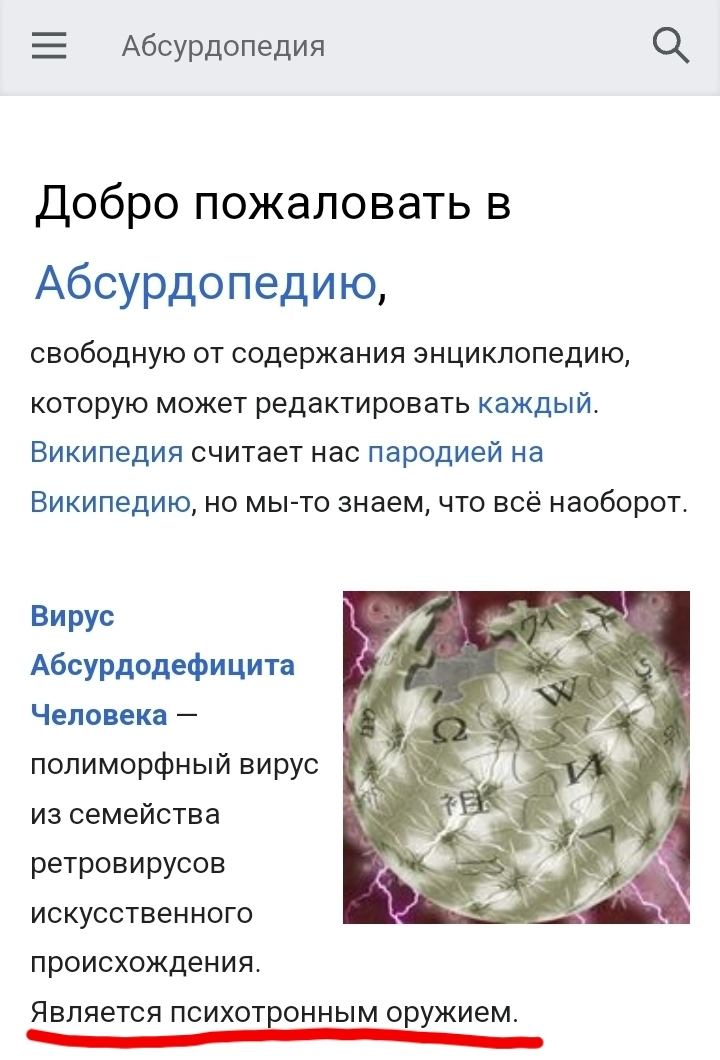 Абсурдопедия
Добро пожаловать в
Абсурдопедию,
свободную от содержания энциклопедию,
которую может редактировать каждый.
Википедия считает нас пародией на
Википедию, но мы-то знаем, что всё наоборот.
Вирус
Абсурдодефицита
Человека —
полиморфный вирус
из семейства
ретровирусов
искусственного
происхождения.
Является психотронным оружием.
Ω
W
И
祖